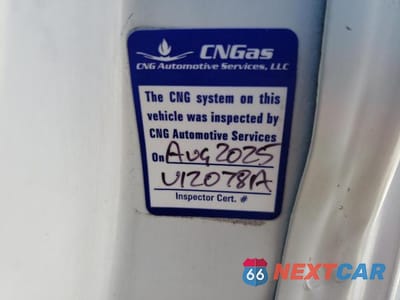 CNGas
CNG Automotive Services, LLC
The CNG system on this
vehicle was inspected by
CNG Automotive Services
On Aug 2025
V12078IA
Inspector Cert. #
66 NEXTCAR